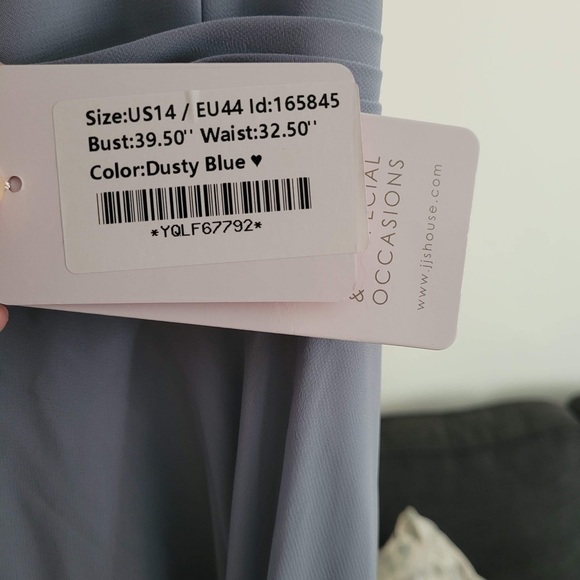 Size:US14 / EU44 Id:165845
Bust:39.50'' Waist:32.50''
Color:Dusty Blue ♥
*YQLF67792*
&
OCCASIONS
www.jjshouse.com